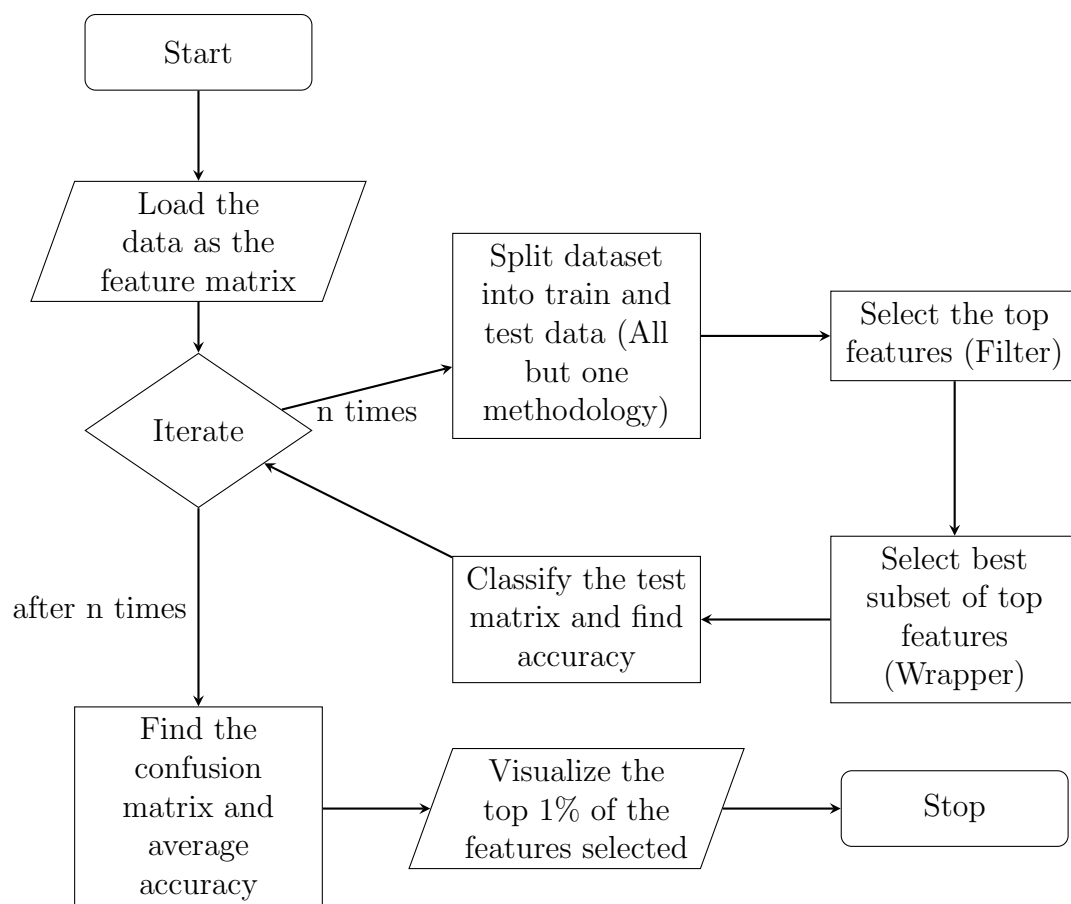 Start
Load the
data as the
feature matrix
Iterate
n times
Split dataset
into train and
test data (All
but one
methodology)
Select the top
features (Filter)
Select best
subset of top
features
(Wrapper)
Classify the test
matrix and find
accuracy
after n times
Find the
confusion
matrix and
average
accuracy
Visualize the
top 1% of the
features selected
Stop